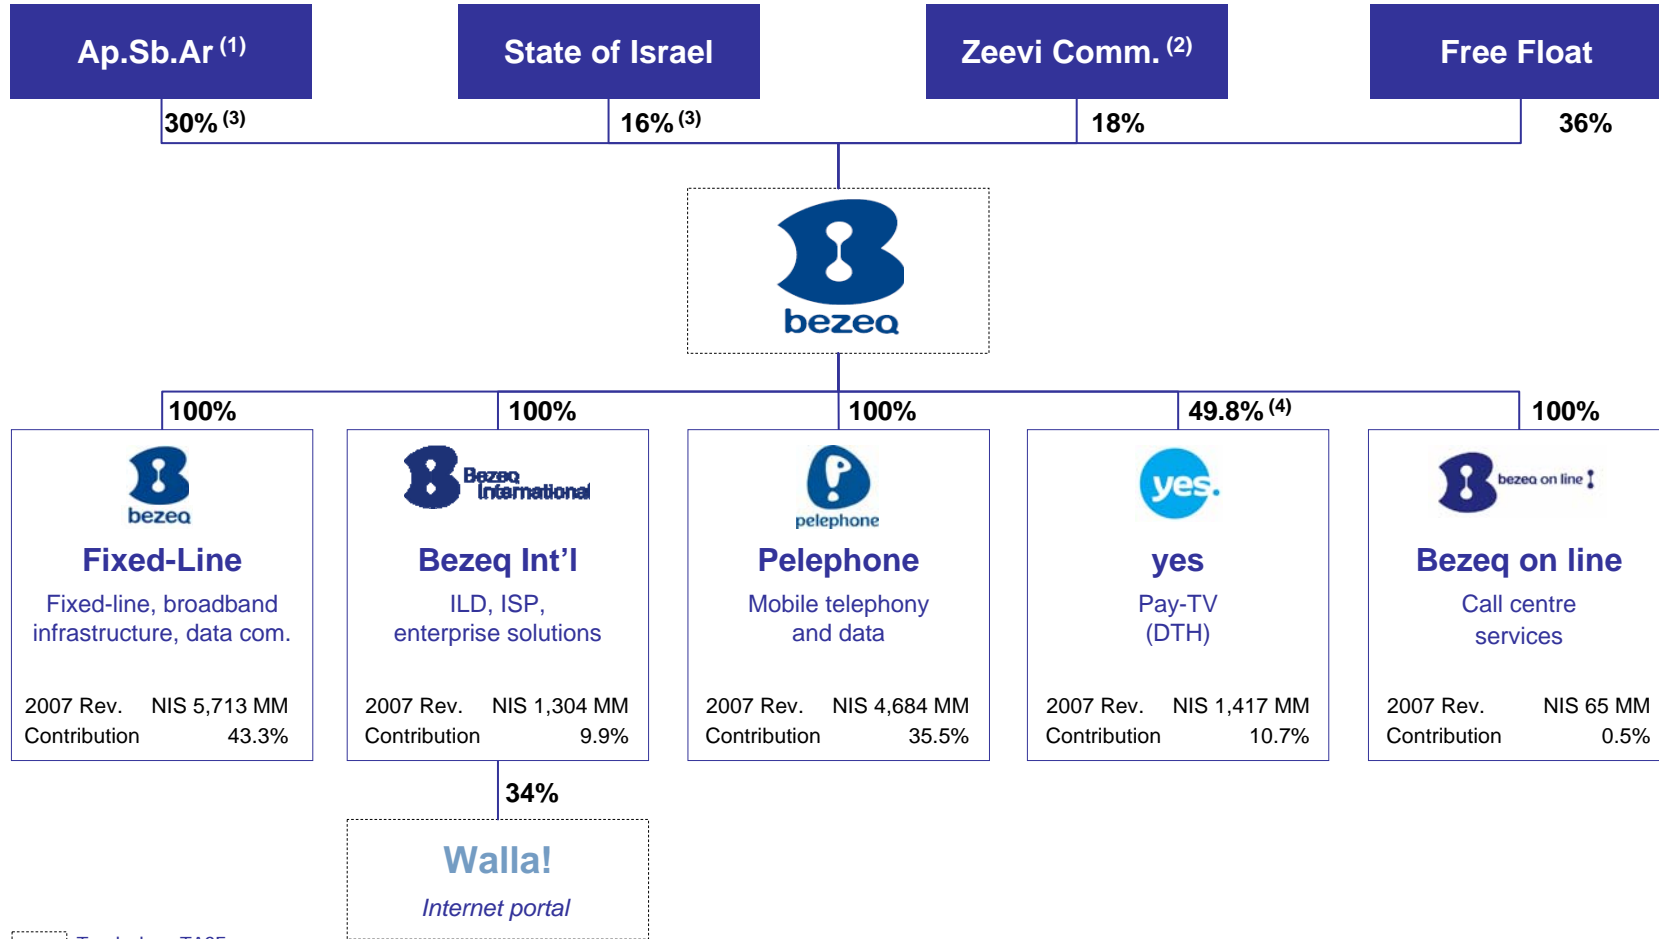 Ap.Sb.Ar (1)
State of Israel
Zeevi Comm. (2)
Free Float
30% (3)
16% (3)
18%
36%
bezeq
100%
100%
100%
49.8% (4)
100%
bezeq
Bezeq
International
pelephone
yes.
bezeq on line
Fixed-Line
Fixed-line, broadband
infrastructure, data com.
2007 Rev. NIS 5,713 MM
Contribution 43.3%
Bezeq Int'l
ILD, ISP,
enterprise solutions
2007 Rev. NIS 1,304 MM
Contribution 9.9%
Pelephone
Mobile telephony
and data
2007 Rev. NIS 4,684 MM
Contribution 35.5%
yes
Pay-TV
(DTH)
2007 Rev. NIS 1,417 MM
Contribution 10.7%
Bezeq on line
Call centre
services
2007 Rev. NIS 65 MM
Contribution 0.5%
34%
Walla!
Internet portal